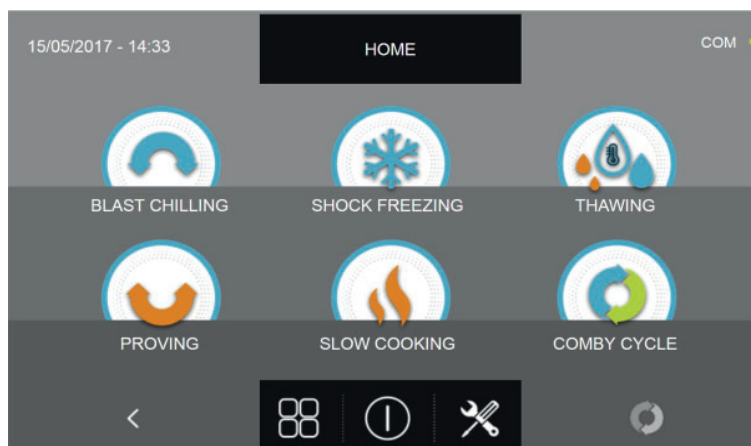 15/05/2017 - 14:33 HOME COM
BLAST CHILLING SHOCK FREEZING THAWING
PROVING SLOW COOKING COMBY CYCLE